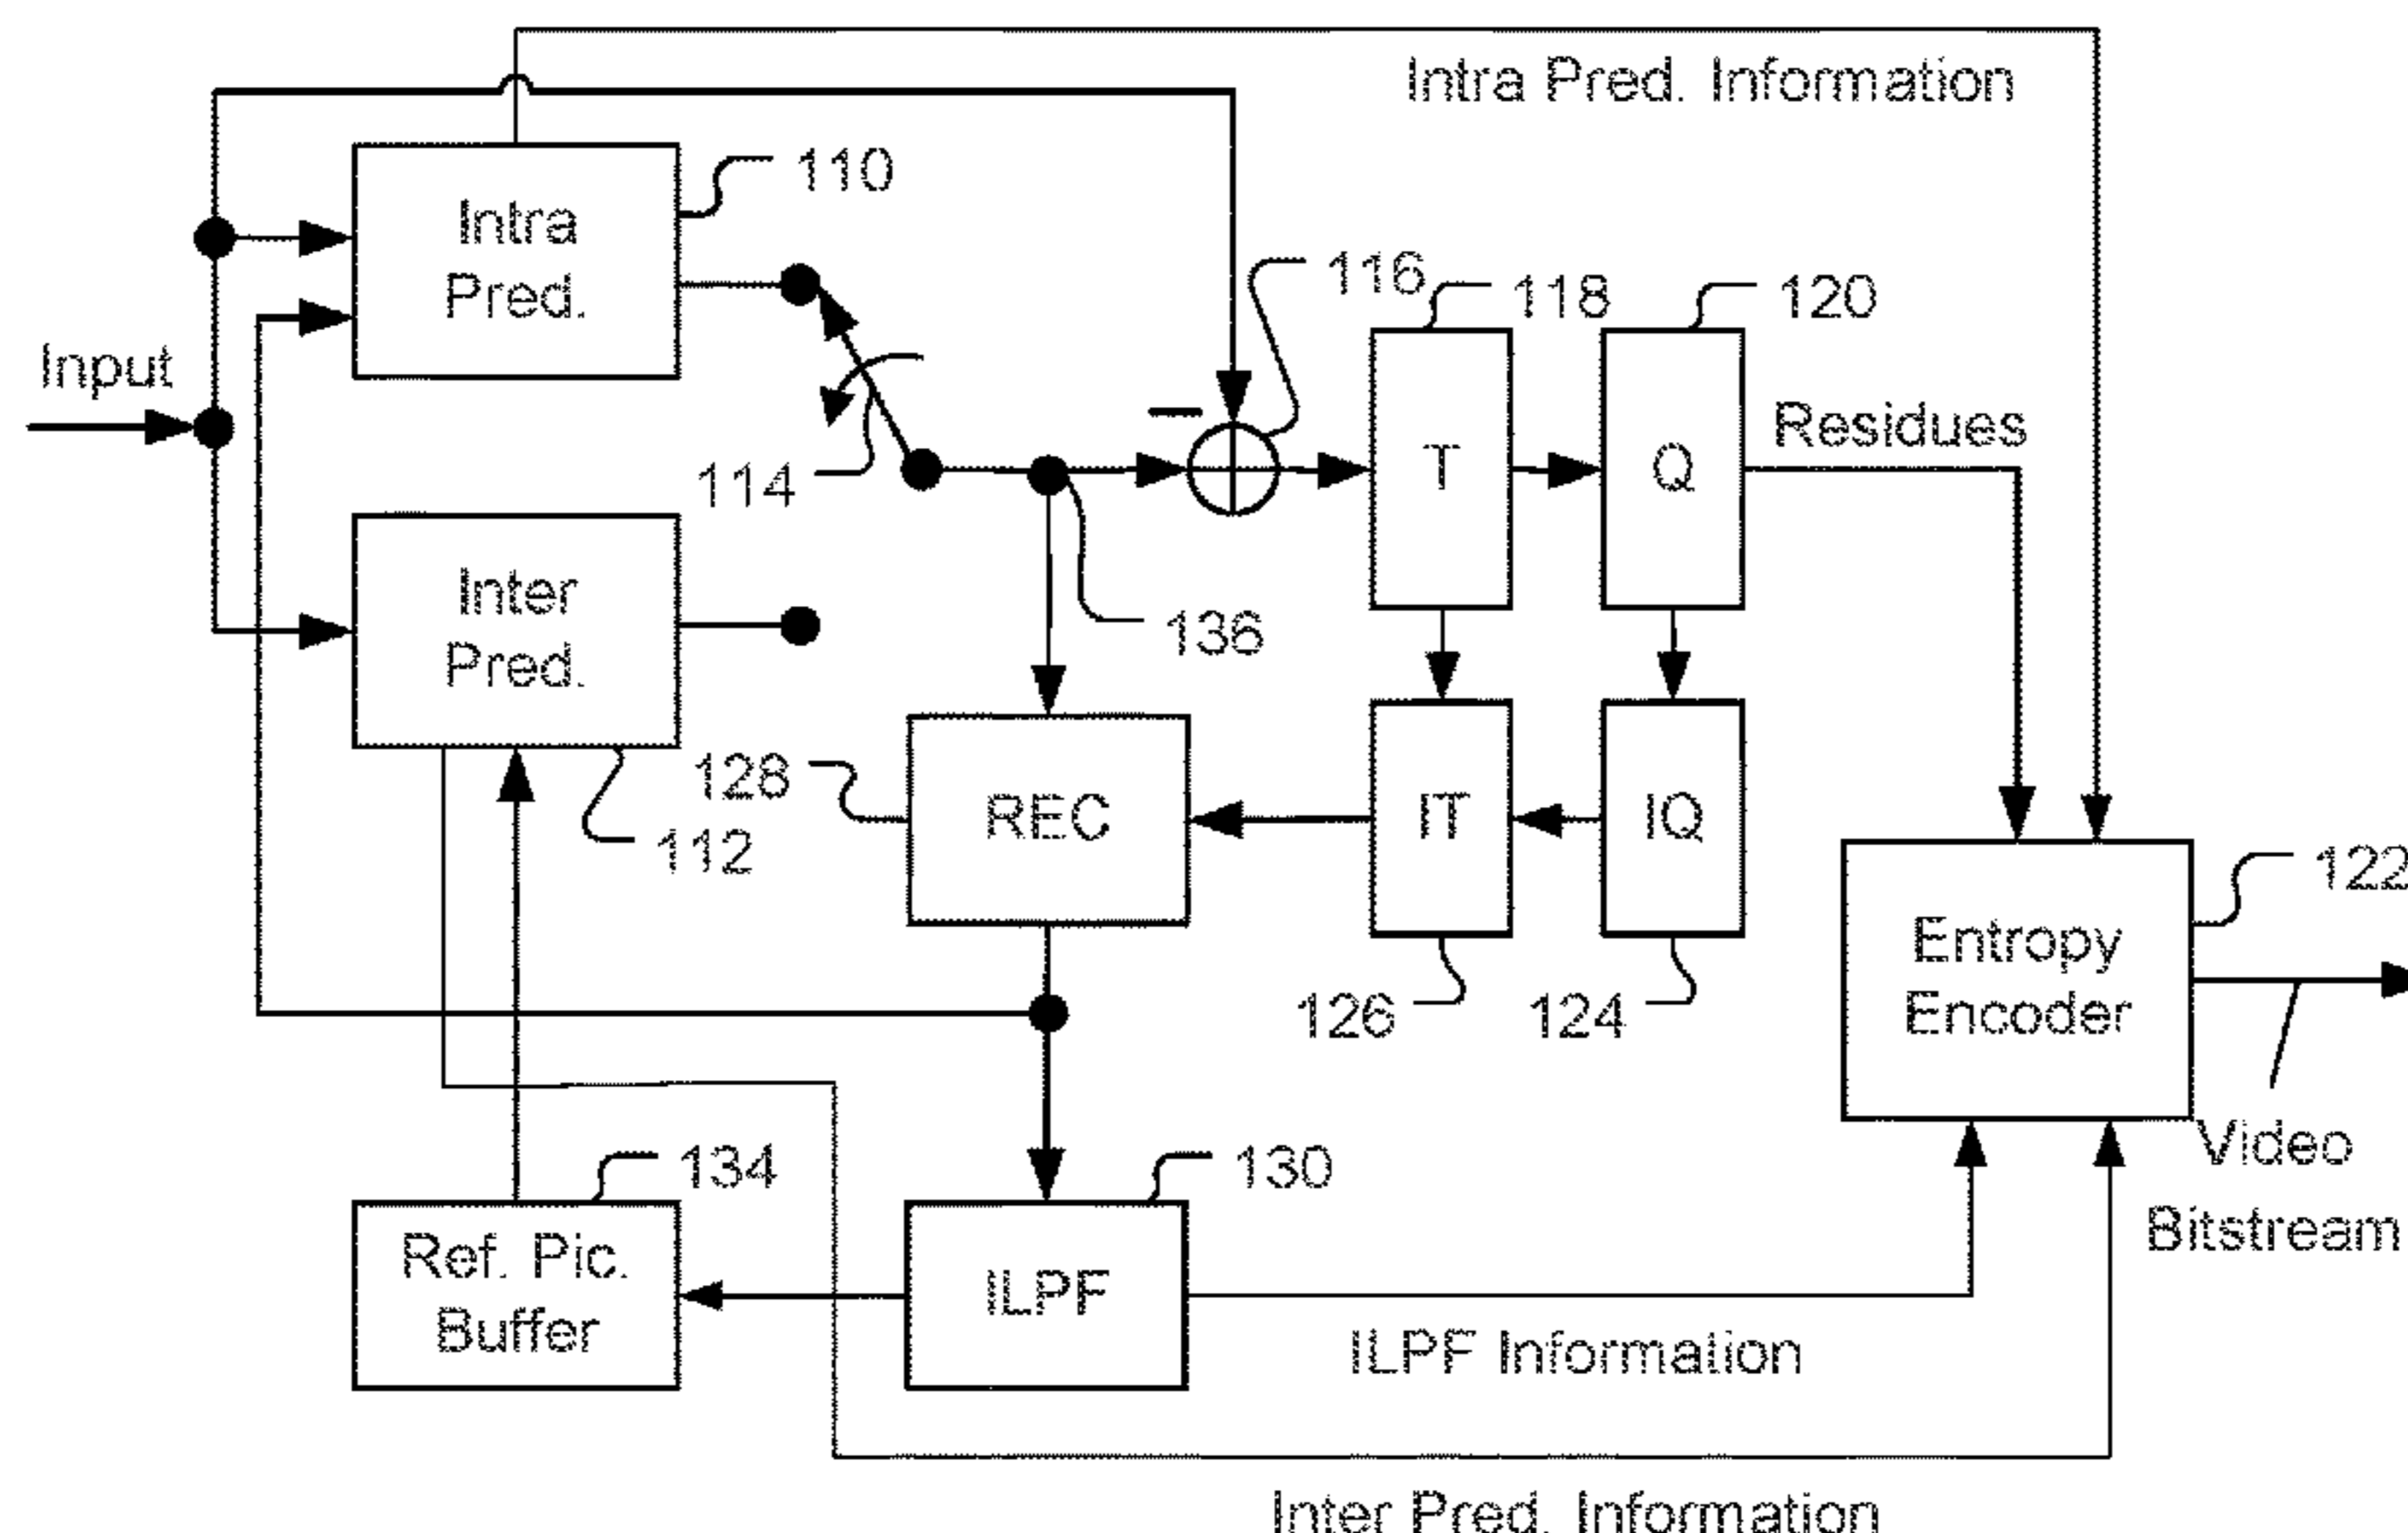 Intra Pred. Information
110
Intra
Pred.
116
118
120
Input
Residues
114
T
Q
Inter
Pred.
136
128
REC
IT
IQ
112
122
Entropy
Encoder
126
124
Video
Bitstream
134
130
Ref. Pic.
Buffer
ILPF
ILPF Information
Inter Pred. Information